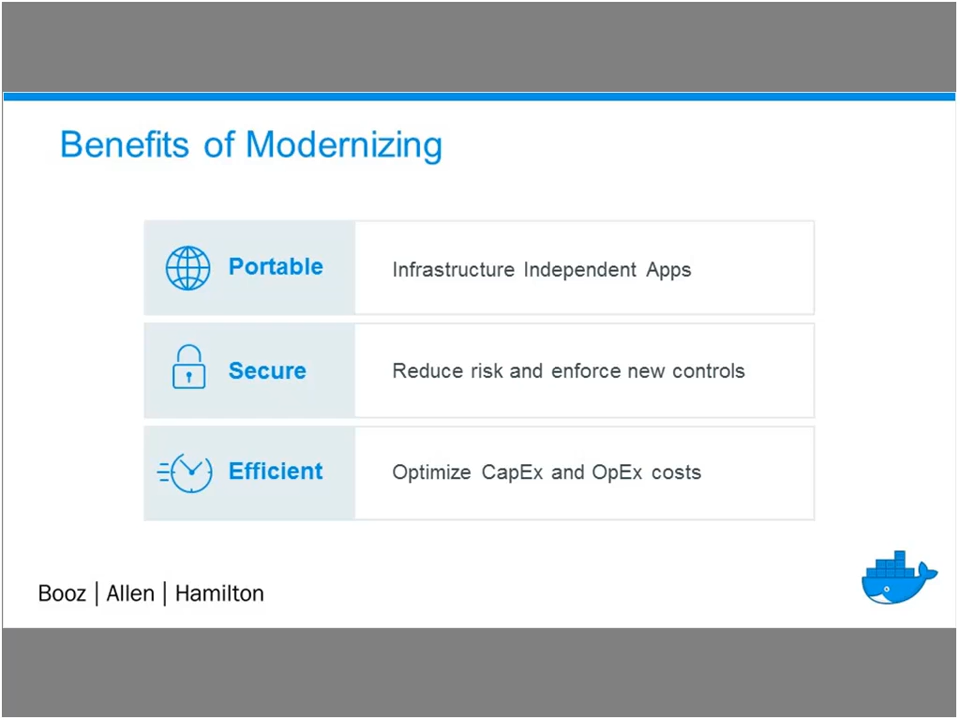 Benefits of Modernizing
Portable
Infrastructure Independent Apps
Secure
Reduce risk and enforce new controls
Efficient
Optimize CapEx and OpEx costs
Booz | Allen | Hamilton